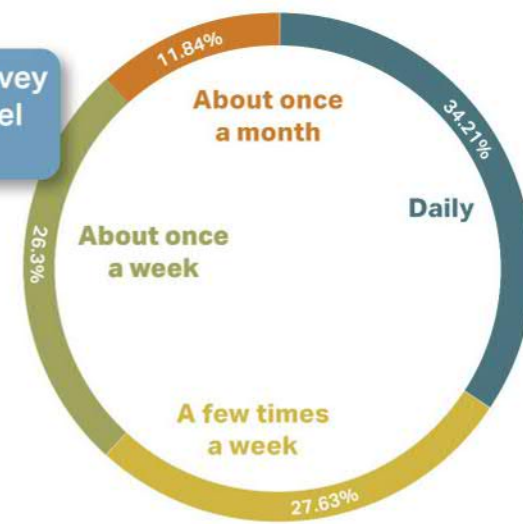 vey
el
11.84%
About once
a month
34.21%
Daily
About once
a week
26.3%
A few times
a week
27.63%